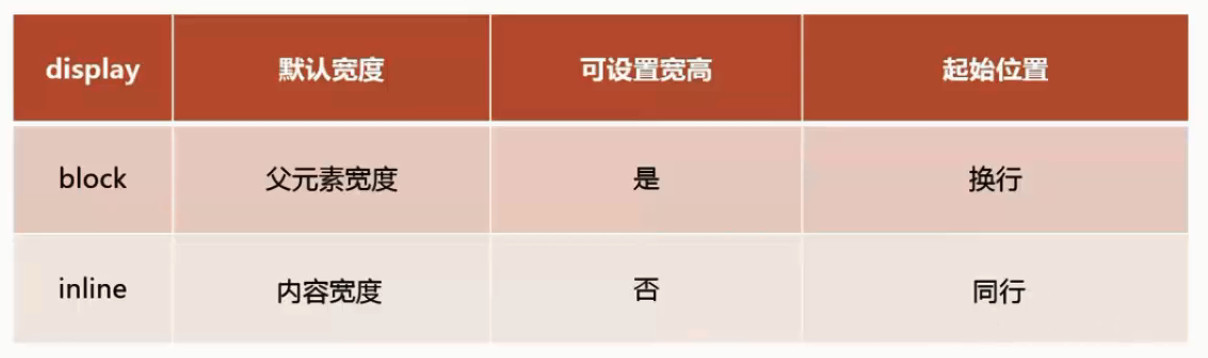 display 默认宽度 可设置宽高 起始位置
block 父元素宽度 是 换行
inline 内容宽度 否 同行